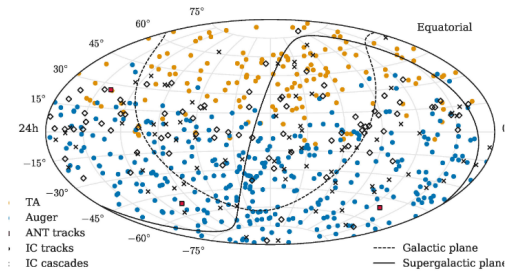 75°
60°
Equatorial
45°
30°
15°
24h
0
−15°
−30°
TA
Auger
−45°
ANT tracks
−60°
IC tracks
Galactic plane
−75°
IC cascades
Supergalactic plane